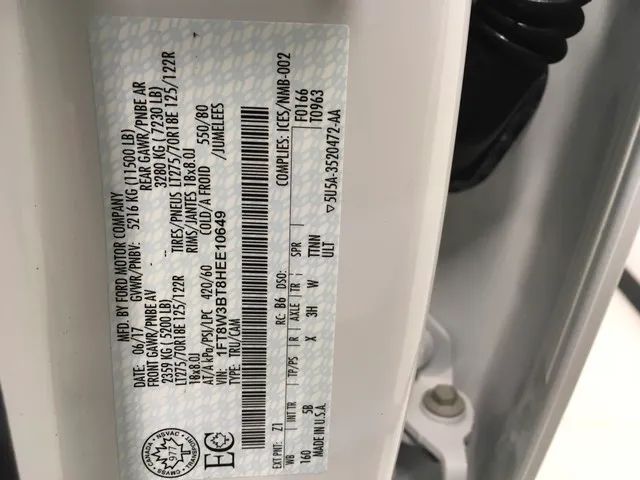 MFD. BY FORD MOTOR COMPANY
DATE: 06/17 GVWR/PNBV: 5216 KG (11500 LB)
FRONT GAWR/PNBE AV REAR GAWR/PNBE AR
2359 KG (5200 LB) 3280 KG (7230 LB)
LT275/70R18E 125/122R TIRES/PNEUS LT275/70R18E 125/122R
18x8.0J RIMS/JANTES 18x8.0J
AT/A kPa/PSI/LPC 420/60 COLD/A FROID 550/80
/JUMELEES
VIN: 1FT8W3BT8HEE10649
TYPE: TRU/CAM
COMPLIES: ICES/NMB-002
F0166
T0963
EXT PNT: Z1 RC: B6 DSO:
WB INT TR TP/PS R AXLE TR SPR
160 5B X 3H W TTNN
ULT
MADE IN U.S.A. ▽5U5A-3520472-AA
CMVSS CANADA NSVAC
977
TRANSPORT
EC